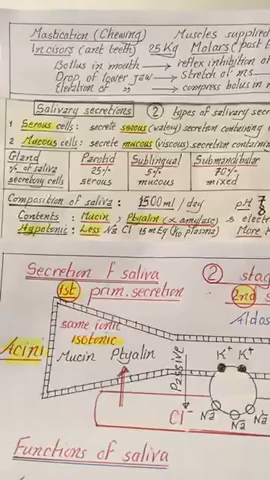 Mastication (Chewing) Muscles supplied
Incisors (ant teeth) 25 Kg Molars (post t
Bollus in mouth → reflex inhibition of
Drop of lower jaw → stretch of ms
Elevation of " → compress bolus in m
Salivary secretions ② types of salivary secr
1 Serous cells: secrete serous (watery) secretion containing
2 Mucous cells: secrete mucous (viscous) secretion containin
Gland Parotid Sublingual Submandibular
% of saliva 25% 5% 70%
secretory cells serous mucous mixed
Composition of saliva: 1500 ml / day pH 7 8
Contents: Mucin, Ptyalin (α amylase) & electr
Hypotonic: Less Na Cl 15 mEq (1/10 plasma) More
Secretion of saliva ② stag
1st prim. secretion 2nd
same ionic Aldos
isotonic
Acini Mucin Ptyalin Passive K+ K+
Cl- Na Na Na
Functions of saliva